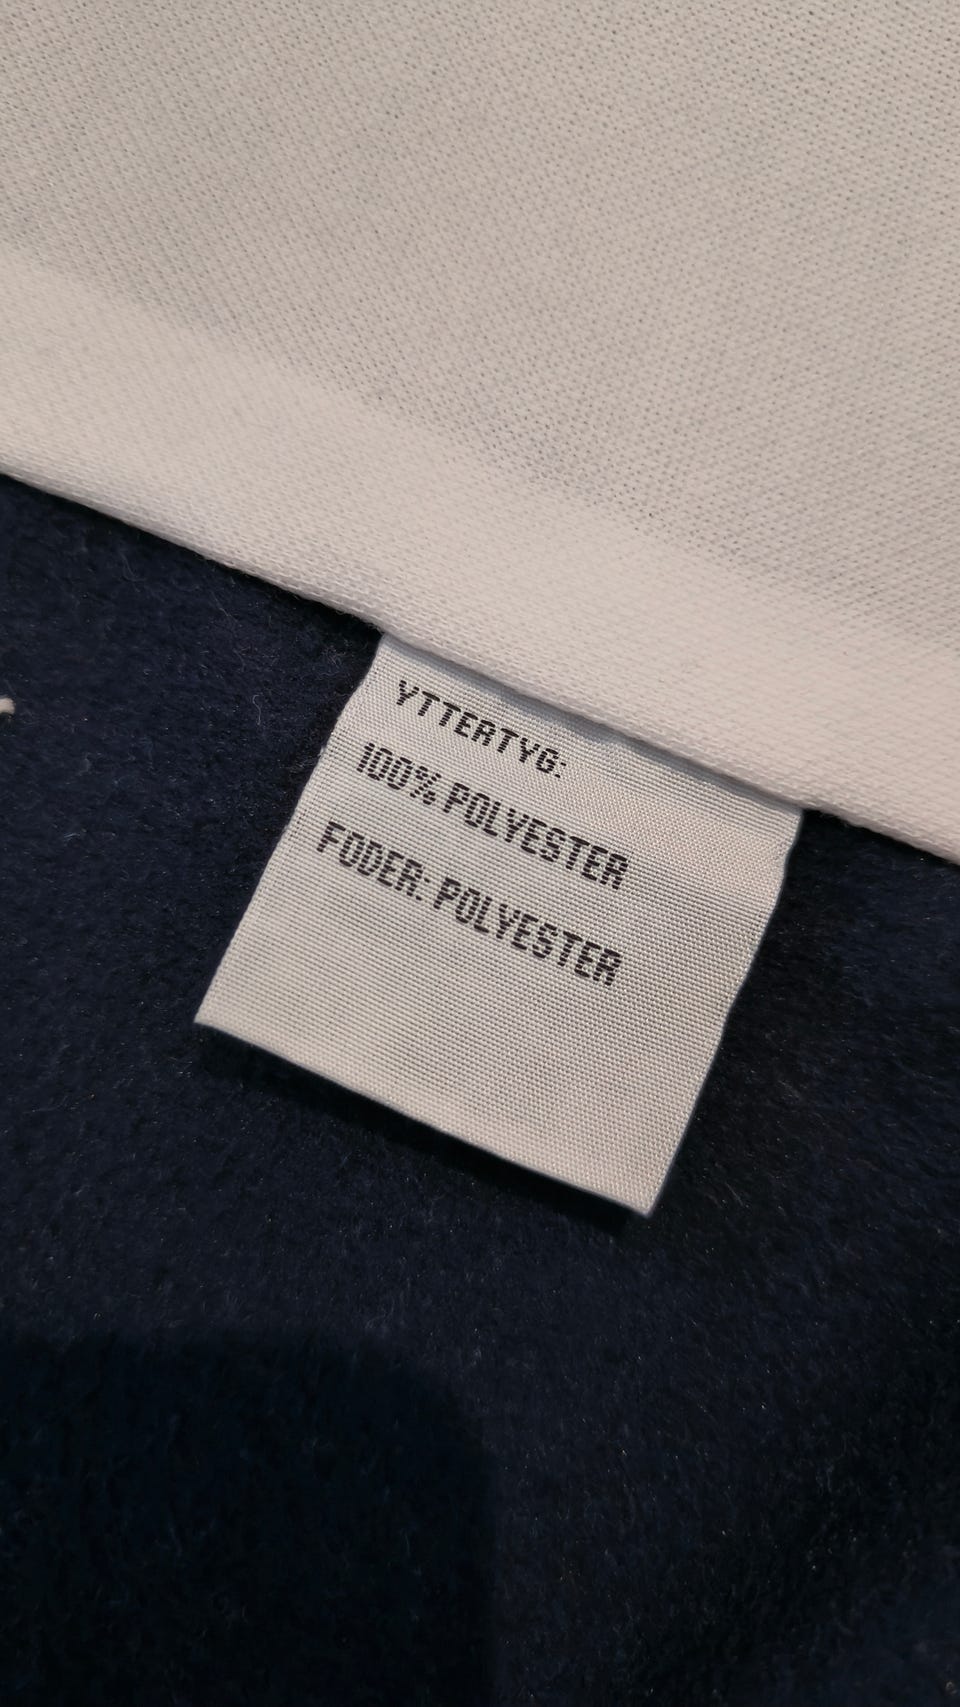 YTTERTYG:
100% POLYESTER
FODER: POLYESTER